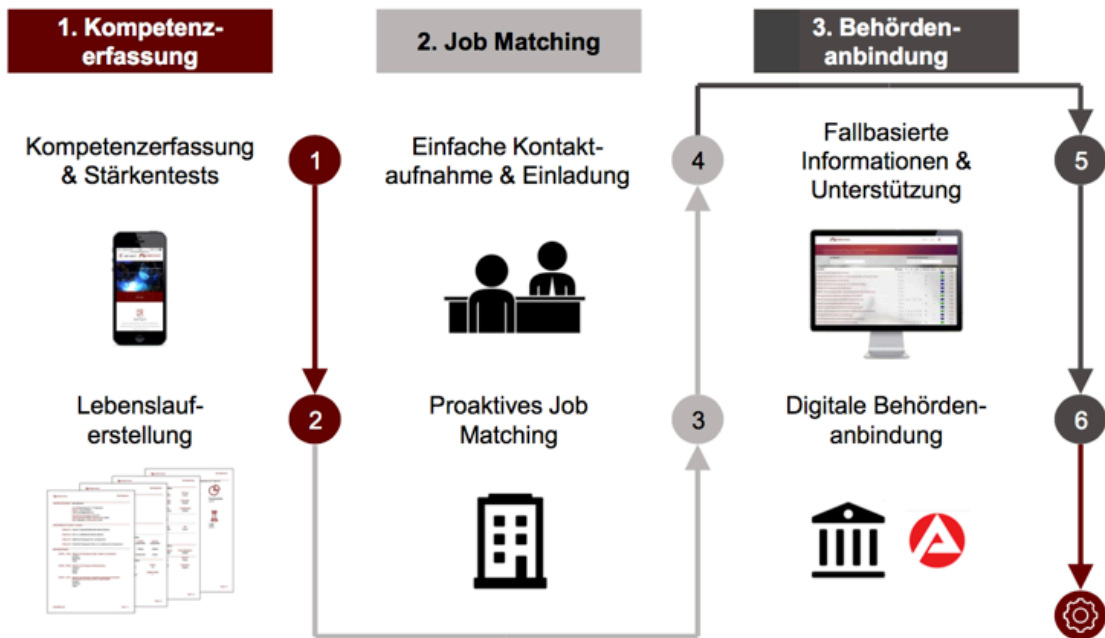 1. Kompetenz-
erfassung
2. Job Matching
3. Behörden-
anbindung
Kompetenzerfassung
& Stärkentests
1
Einfache Kontakt-
aufnahme & Einladung
4
Fallbasierte
Informationen &
Unterstützung
5
Lebenslauf-
erstellung
2
Proaktives Job
Matching
3
Digitale Behörden-
anbindung
6